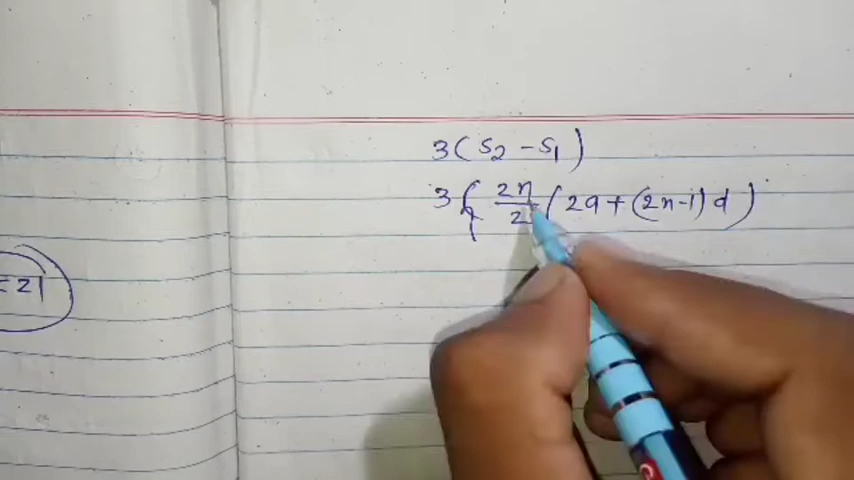 3(S₂ - S₁)
3{ 2n/2 (2a+(2n-1)d)
= 21